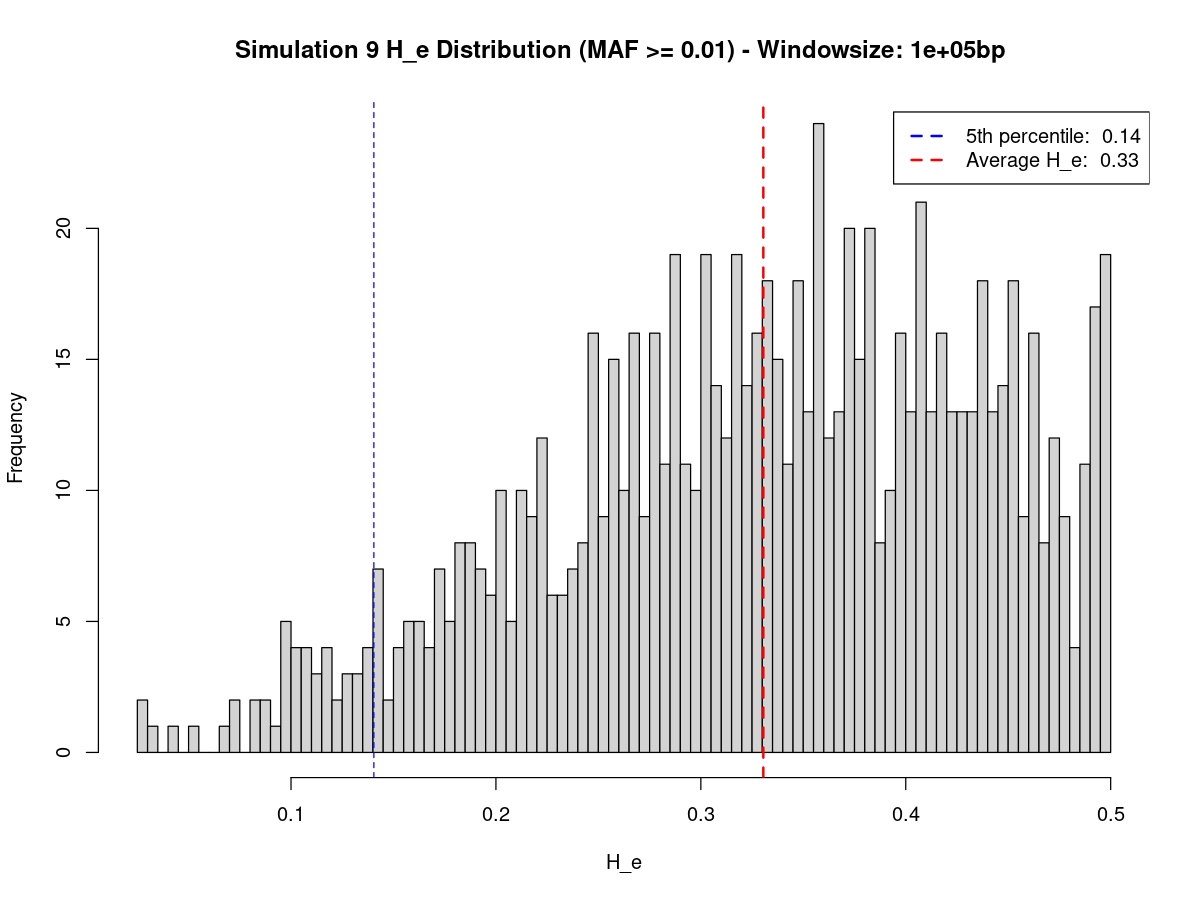 Simulation 9 H_e Distribution (MAF >= 0.01) - Windowsize: 1e+05bp
5th percentile:  0.14
Average H_e:  0.33
Frequency
20
15
10
5
0
0.1 0.2 0.3 0.4 0.5
H_e